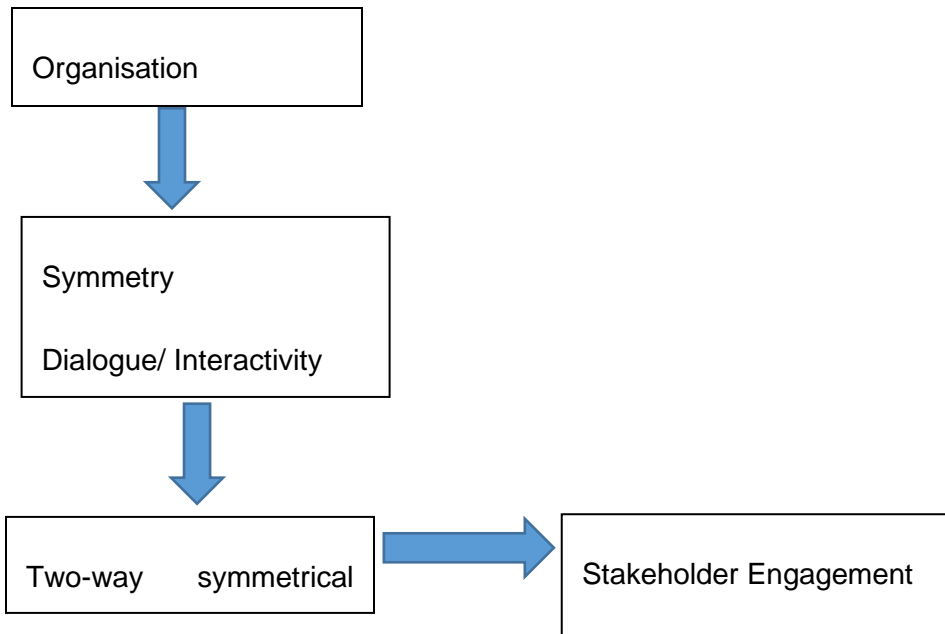 Organisation
Symmetry
Dialogue/ Interactivity
Two-way symmetrical
Stakeholder Engagement